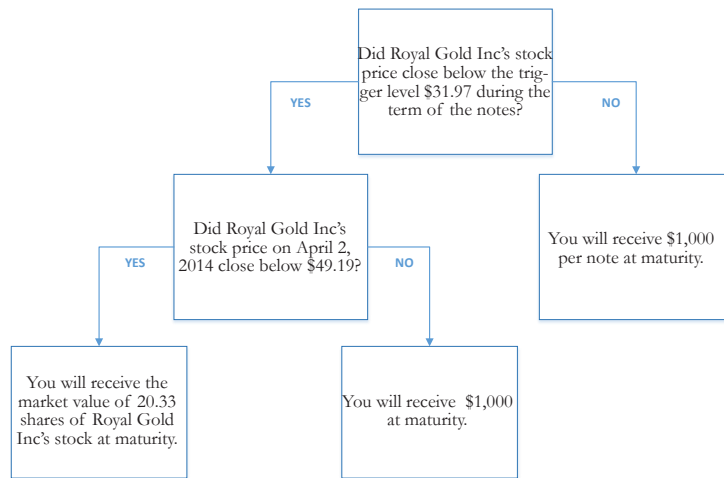 Did Royal Gold Inc's stock
price close below the trig-
ger level $31.97 during the
term of the notes?
YES
NO
Did Royal Gold Inc's
stock price on April 2,
2014 close below $49.19?
You will receive $1,000
per note at maturity.
YES
NO
You will receive the
market value of 20.33
shares of Royal Gold
Inc's stock at maturity.
You will receive $1,000
at maturity.